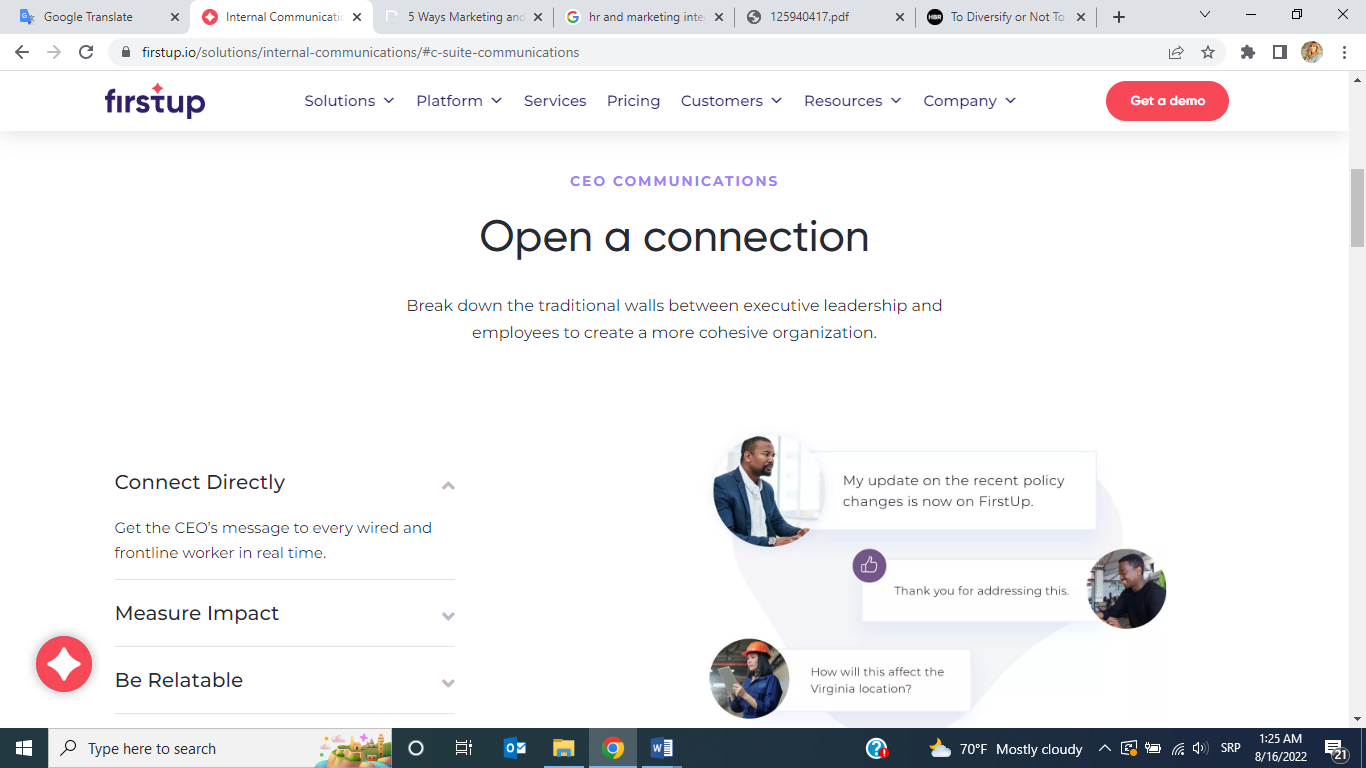 Google Translate
Internal Communicatio
5 Ways Marketing and
hr and marketing inte
125940417.pdf
To Diversify or Not To
firstup.io/solutions/internal-communications/#c-suite-communications
firstup
Solutions
Platform
Services
Pricing
Customers
Resources
Company
Get a demo
CEO COMMUNICATIONS
Open a connection
Break down the traditional walls between executive leadership and
employees to create a more cohesive organization.
Connect Directly
Get the CEO's message to every wired and
frontline worker in real time.
Measure Impact
Be Relatable
My update on the recent policy
changes is now on FirstUp.
Thank you for addressing this.
How will this affect the
Virginia location?
Type here to search
70°F Mostly cloudy
SRP
1:25 AM
8/16/2022
21